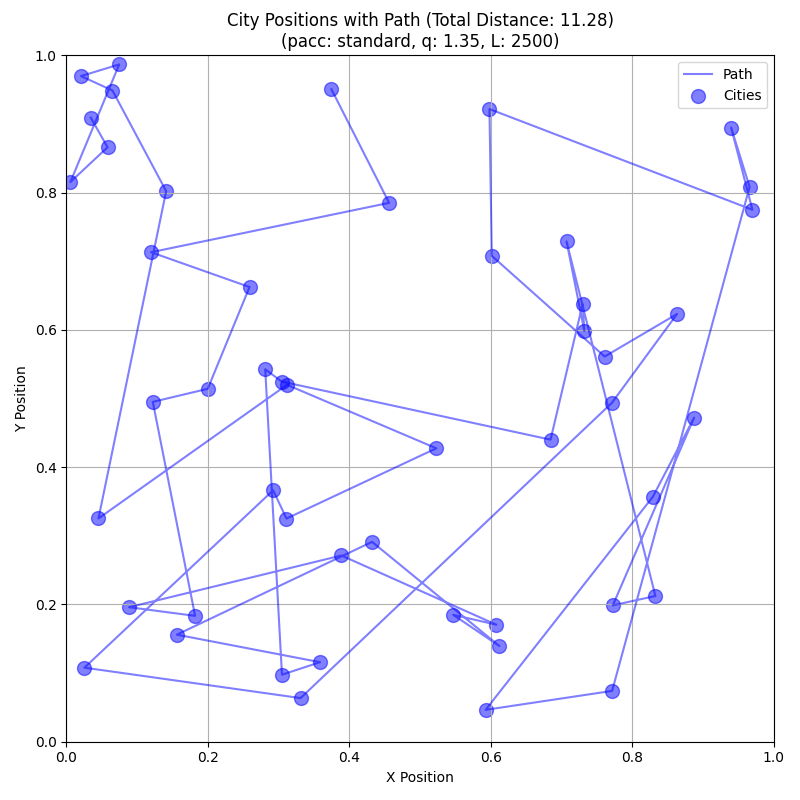 City Positions with Path (Total Distance: 11.28)
(pacc: standard, q: 1.35, L: 2500)
Path
Cities
Y Position
1.0
0.8
0.6
0.4
0.2
0.0
0.0 0.2 0.4 0.6 0.8 1.0
X Position